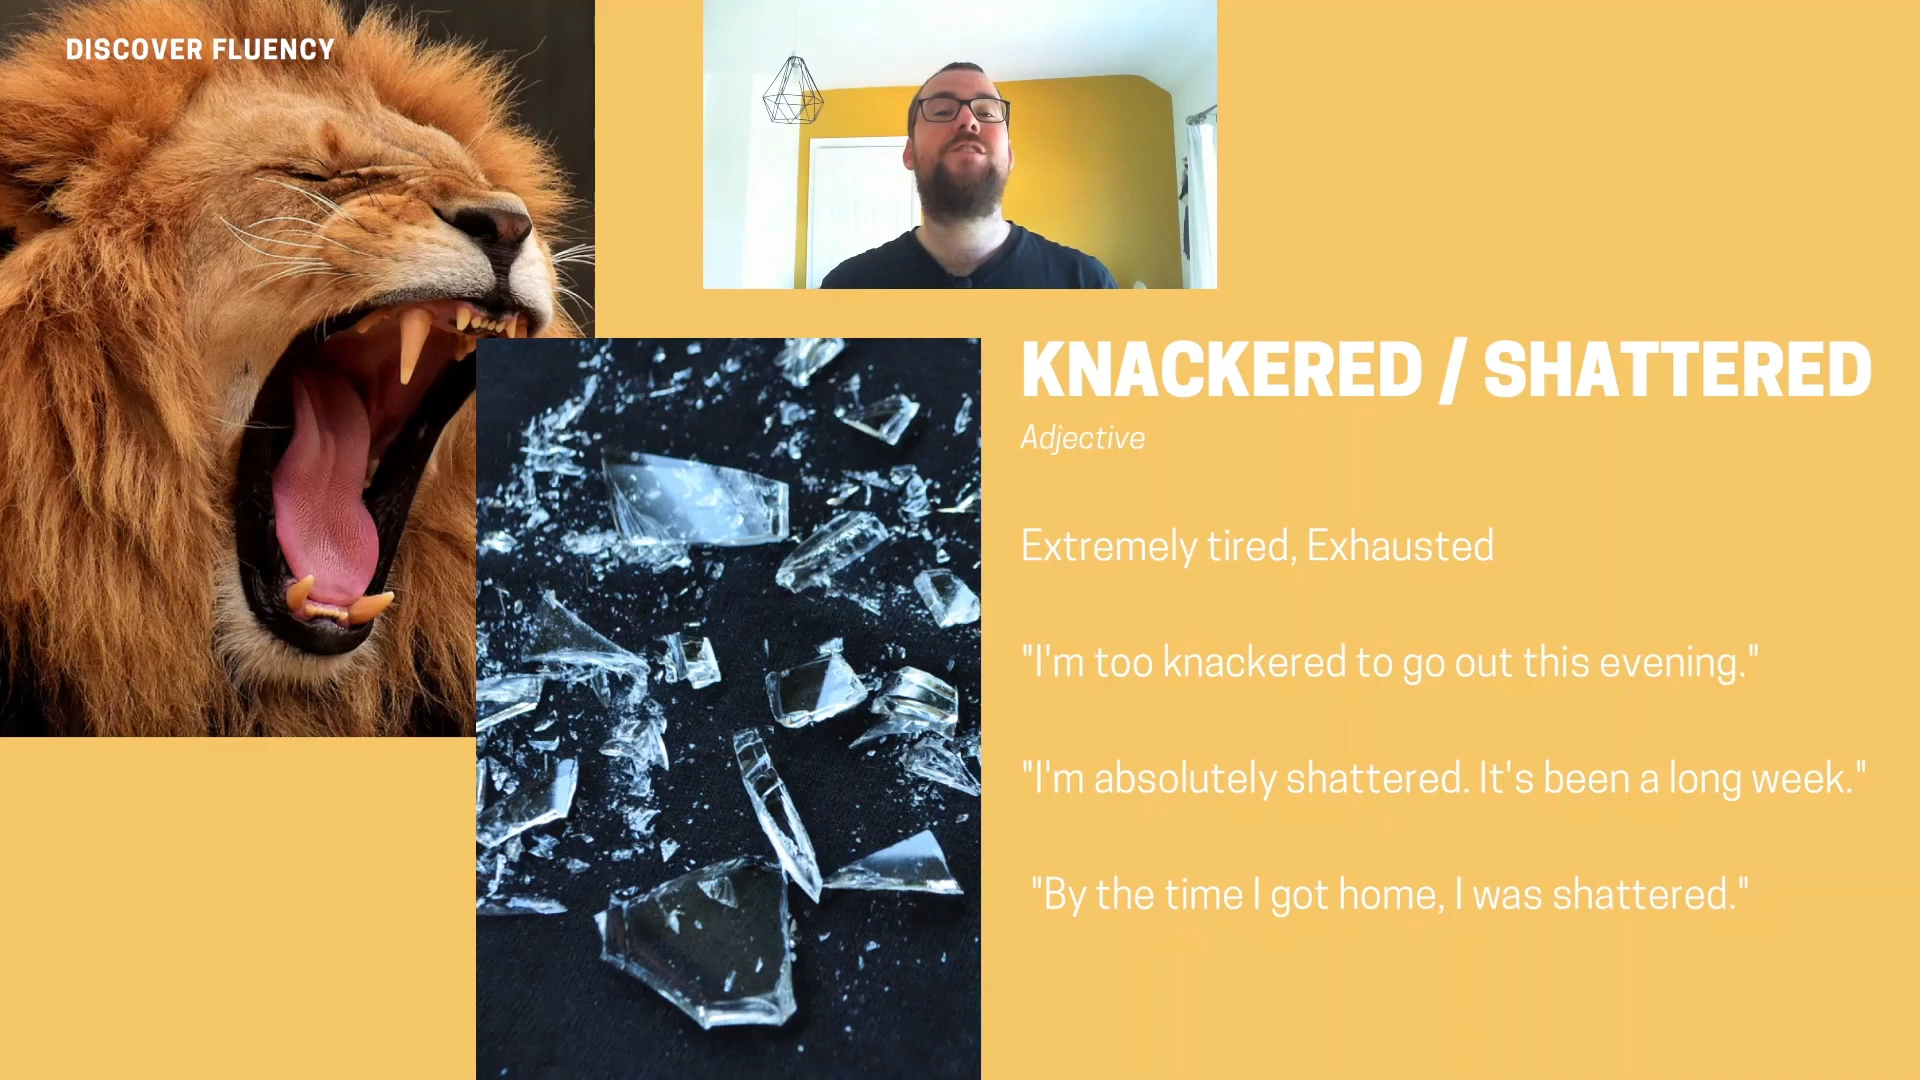 DISCOVER FLUENCY
KNACKERED / SHATTERED
Adjective
Extremely tired, Exhausted
"I'm too knackered to go out this evening."
"I'm absolutely shattered. It's been a long week."
"By the time I got home, I was shattered."